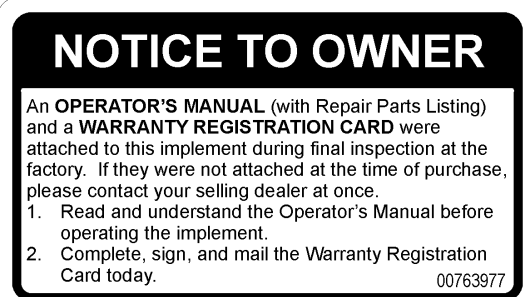 NOTICE TO OWNER
An OPERATOR'S MANUAL (with Repair Parts Listing)
and a WARRANTY REGISTRATION CARD were
attached to this implement during final inspection at the
factory.  If they were not attached at the time of purchase,
please contact your selling dealer at once.
1.   Read and understand the Operator's Manual before
operating the implement.
2.   Complete, sign, and mail the Warranty Registration
Card today.
00763977